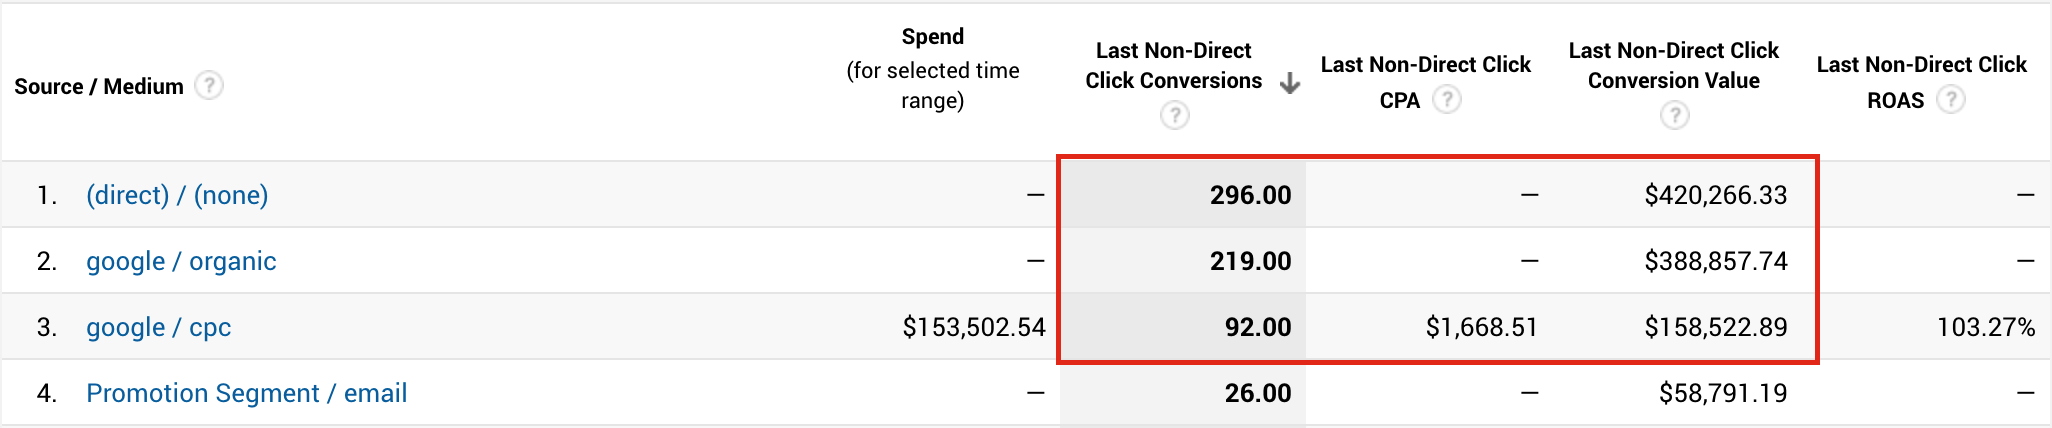 Source / Medium ?
Spend
(for selected time
range)
Last Non-Direct
Click Conversions
?
Last Non-Direct Click
CPA ?
Last Non-Direct Click
Conversion Value
?
Last Non-Direct Click
ROAS ?
1. (direct) / (none) — 296.00 — $420,266.33 —
2. google / organic — 219.00 — $388,857.74 —
3. google / cpc $153,502.54 92.00 $1,668.51 $158,522.89 103.27%
4. Promotion Segment / email — 26.00 — $58,791.19 —